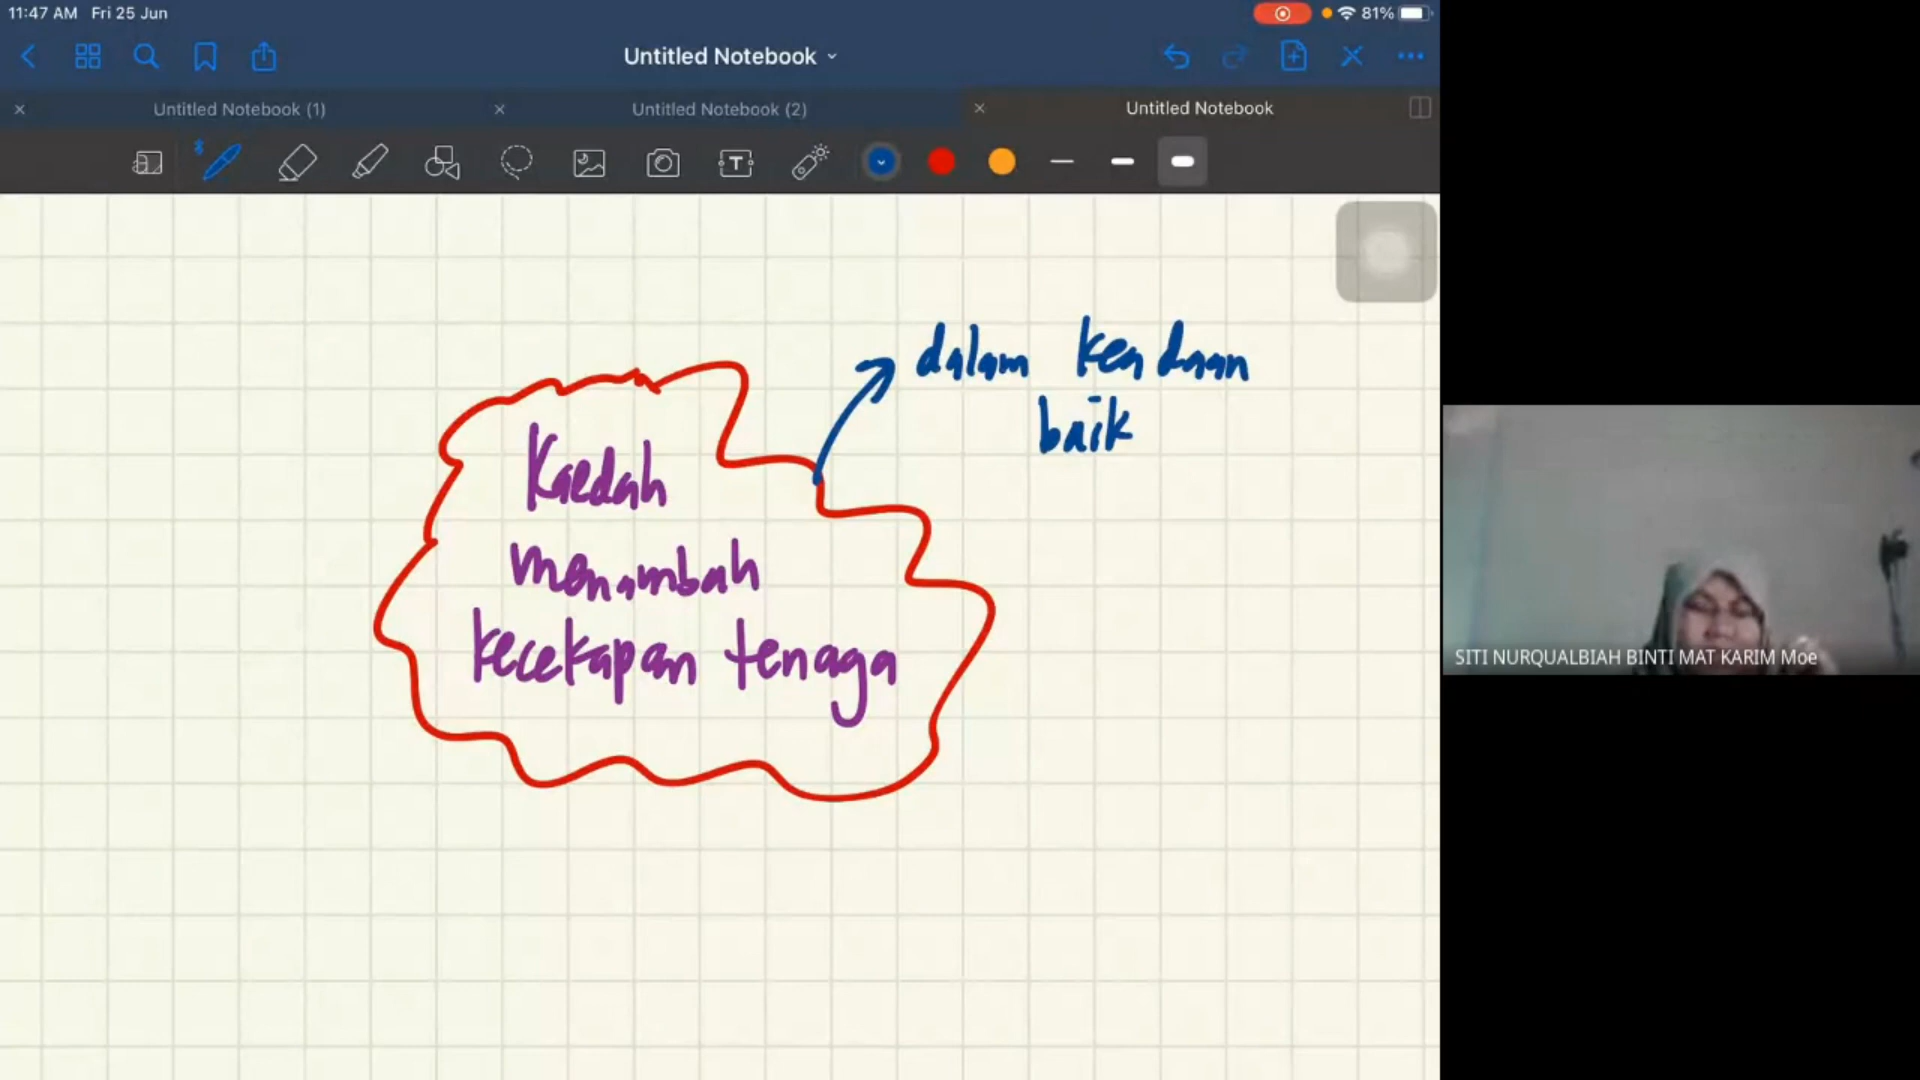 11:47 AM Fri 25 Jun
81%
Untitled Notebook
Untitled Notebook (1)
Untitled Notebook (2)
Untitled Notebook
dalam keadaan
baik
Kaedah
menambah
kecekapan tenaga
SITI NURQUALBIAH BINTI MAT KARIM Moe